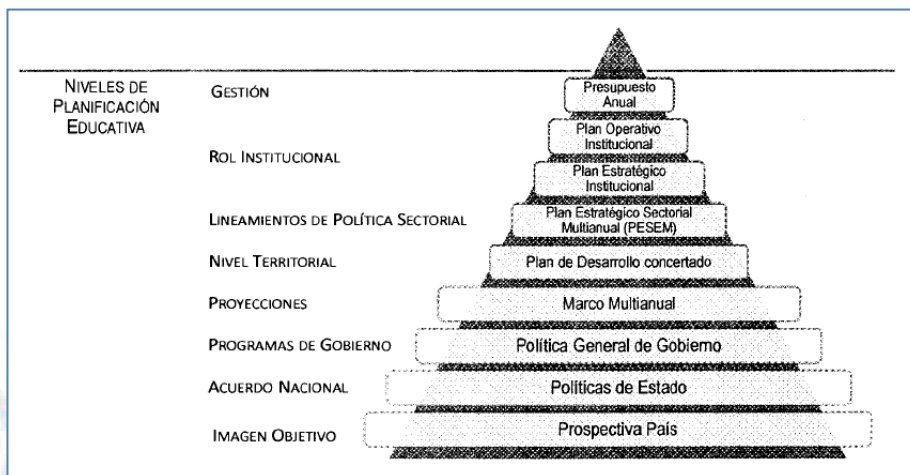 NIVELES DE
PLANIFICACIÓN
EDUCATIVA
GESTIÓN
Presupuesto
Anual
Plan Operativo
Institucional
ROL INSTITUCIONAL
Plan Estratégico
Institucional
LINEAMIENTOS DE POLÍTICA SECTORIAL
Plan Estratégico Sectorial
Multianual (PESEM)
NIVEL TERRITORIAL
Plan de Desarrollo concertado
PROYECCIONES
Marco Multianual
PROGRAMAS DE GOBIERNO
Política General de Gobierno
ACUERDO NACIONAL
Políticas de Estado
IMAGEN OBJETIVO
Prospectiva País